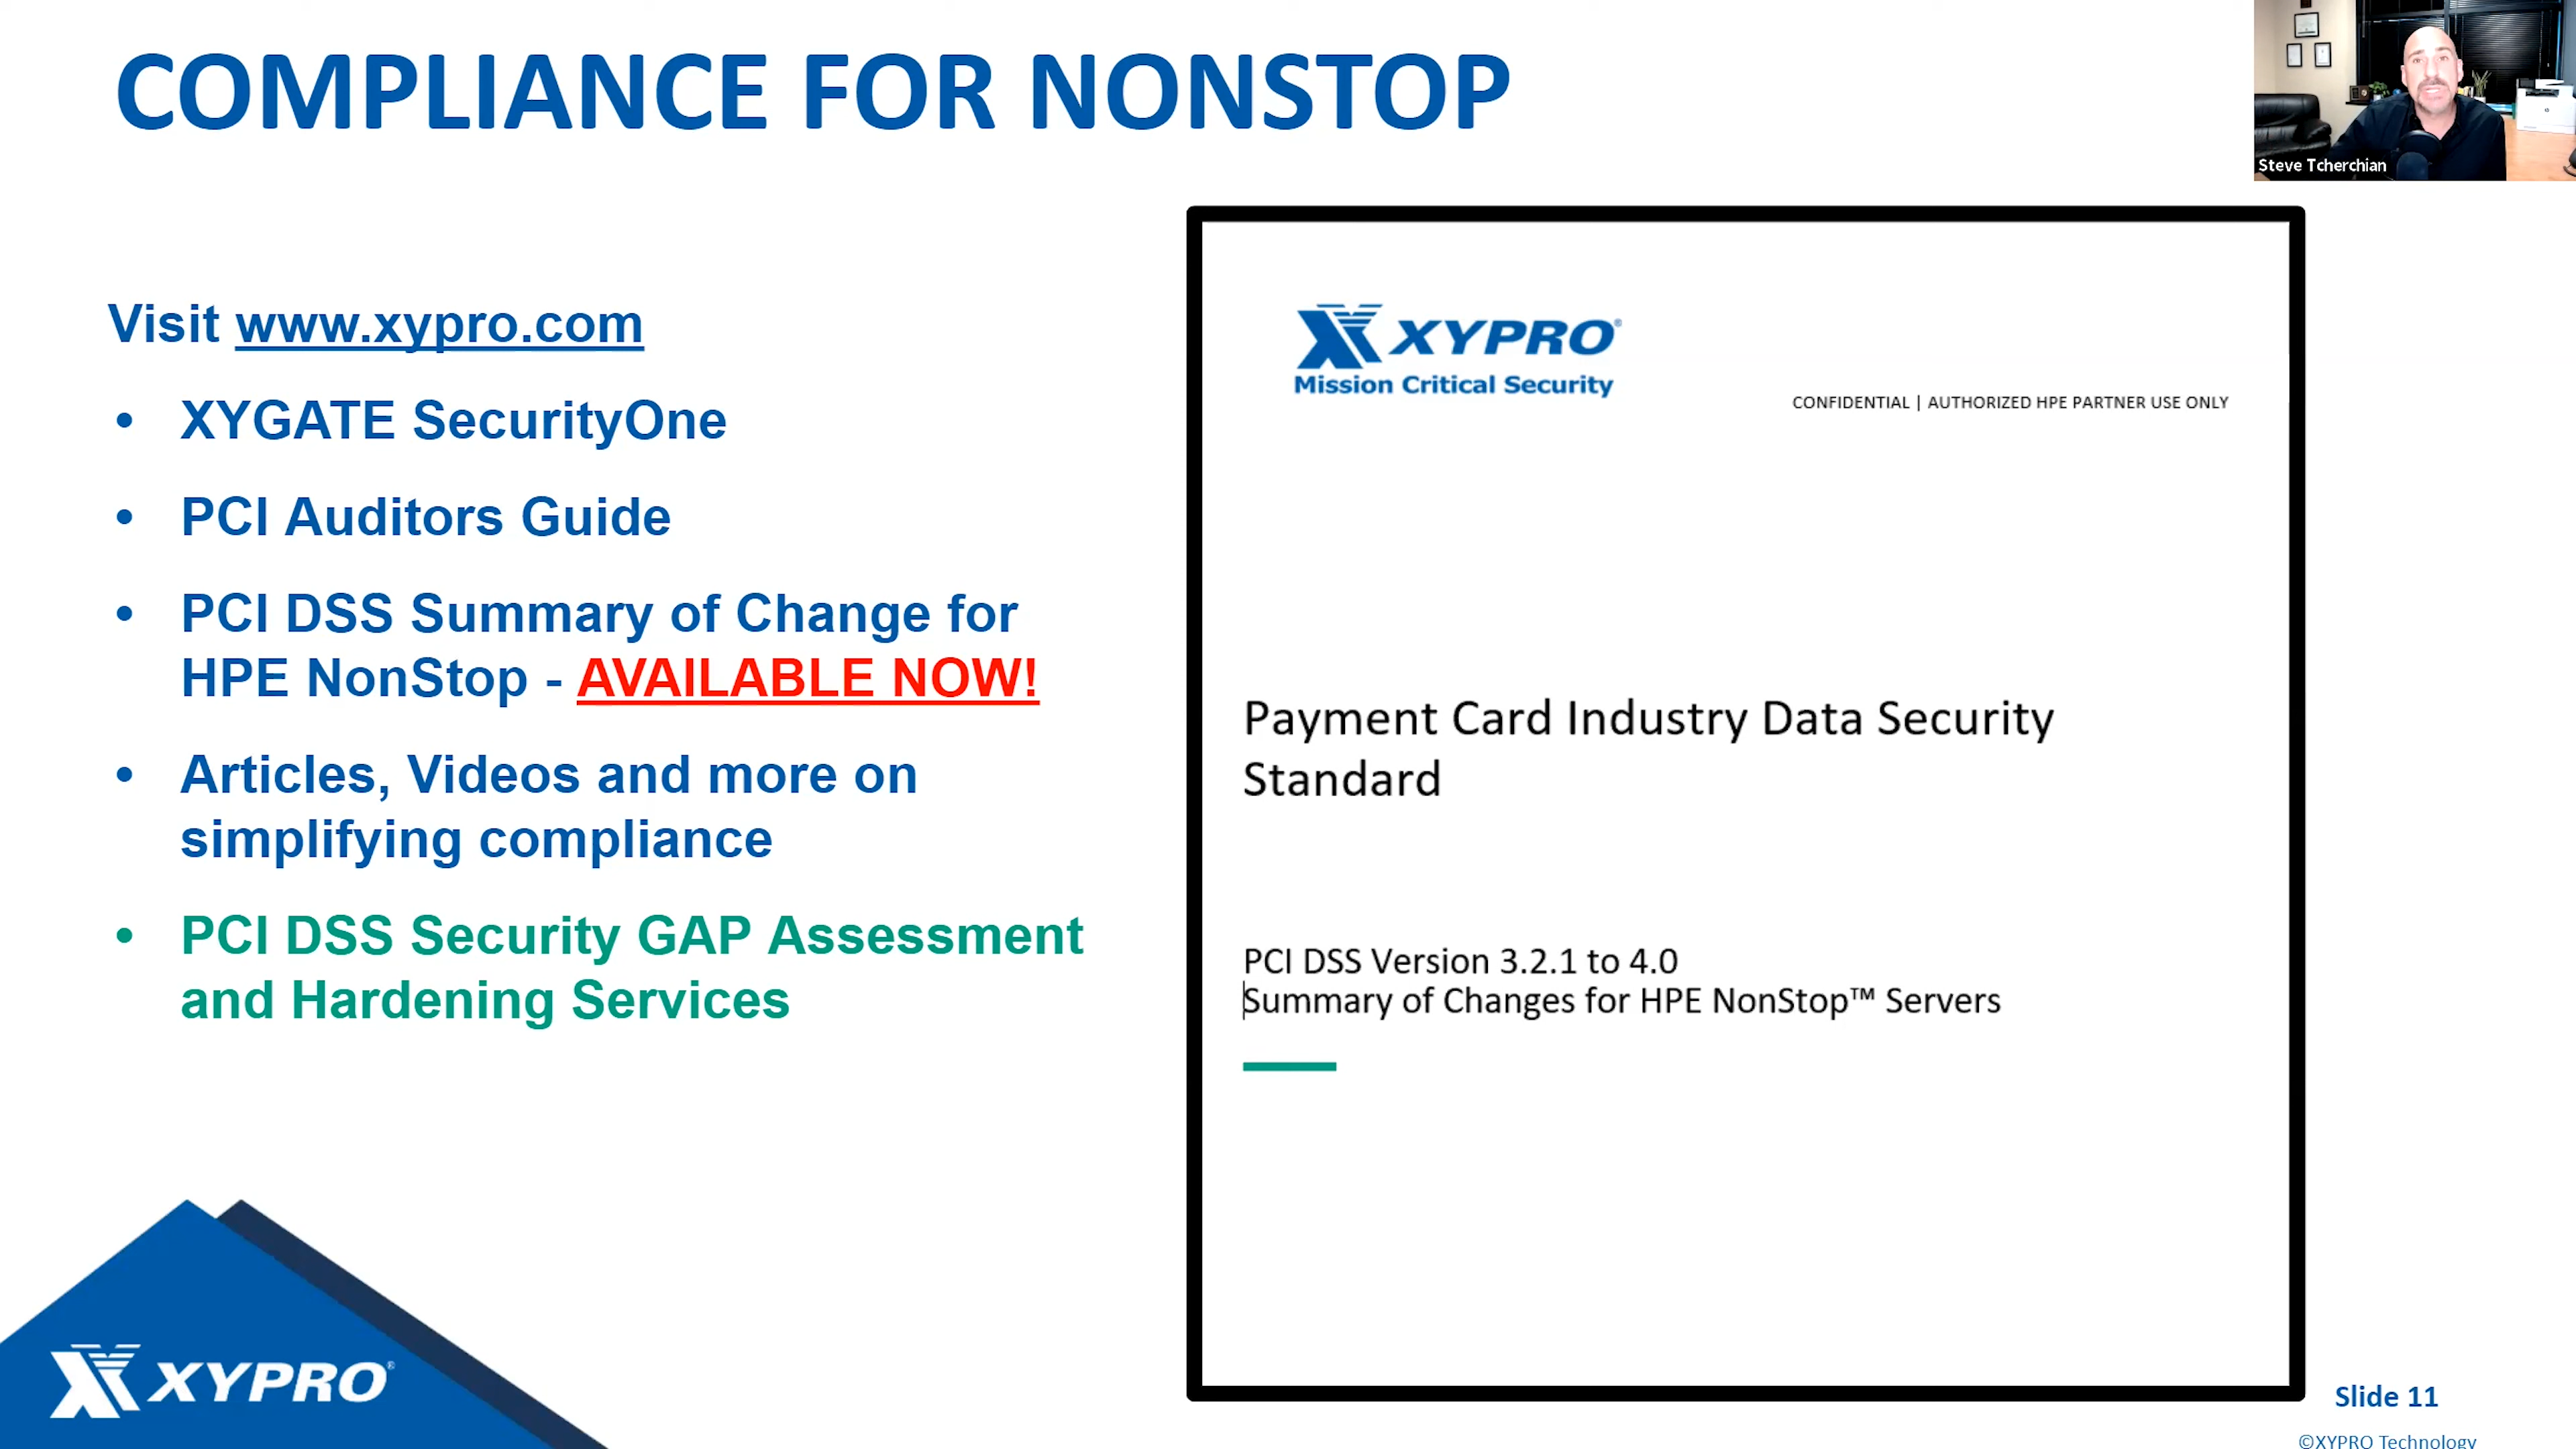 COMPLIANCE FOR NONSTOP
Steve Tcherchian
Visit www.xypro.com
• XYGATE SecurityOne
• PCI Auditors Guide
• PCI DSS Summary of Change for
HPE NonStop - AVAILABLE NOW!
• Articles, Videos and more on
simplifying compliance
• PCI DSS Security GAP Assessment
and Hardening Services
XYPRO®
Mission Critical Security
CONFIDENTIAL | AUTHORIZED HPE PARTNER USE ONLY
Payment Card Industry Data Security
Standard
PCI DSS Version 3.2.1 to 4.0
Summary of Changes for HPE NonStop™ Servers
XYPRO®
Slide 11
©XYPRO Technology